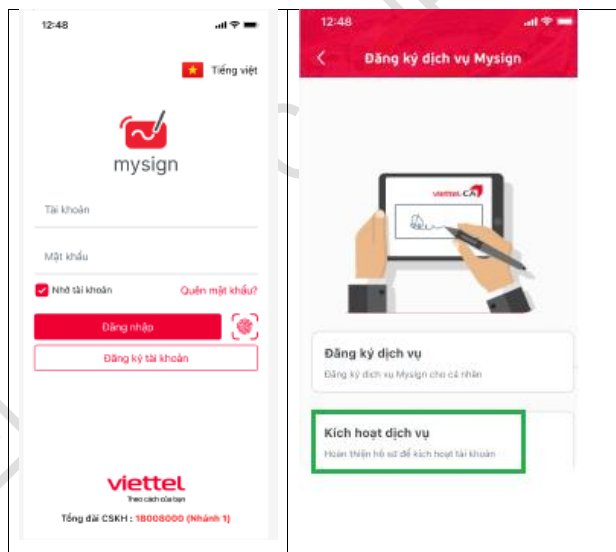 12:48
Tiếng việt
mysign
Tài khoản
Mật khẩu
Nhớ tài khoản
Quên mật khẩu?
Đăng nhập
Đăng ký tài khoản
viettel
Theo cách của bạn
Tổng đài CSKH : 18008000 (Nhánh 1)
12:48
Đăng ký dịch vụ Mysign
viettel-CA
Đăng ký dịch vụ
Đăng ký dịch vụ Mysign cho cá nhân
Kích hoạt dịch vụ
Hoàn thiện hồ sơ để kích hoạt tài khoản